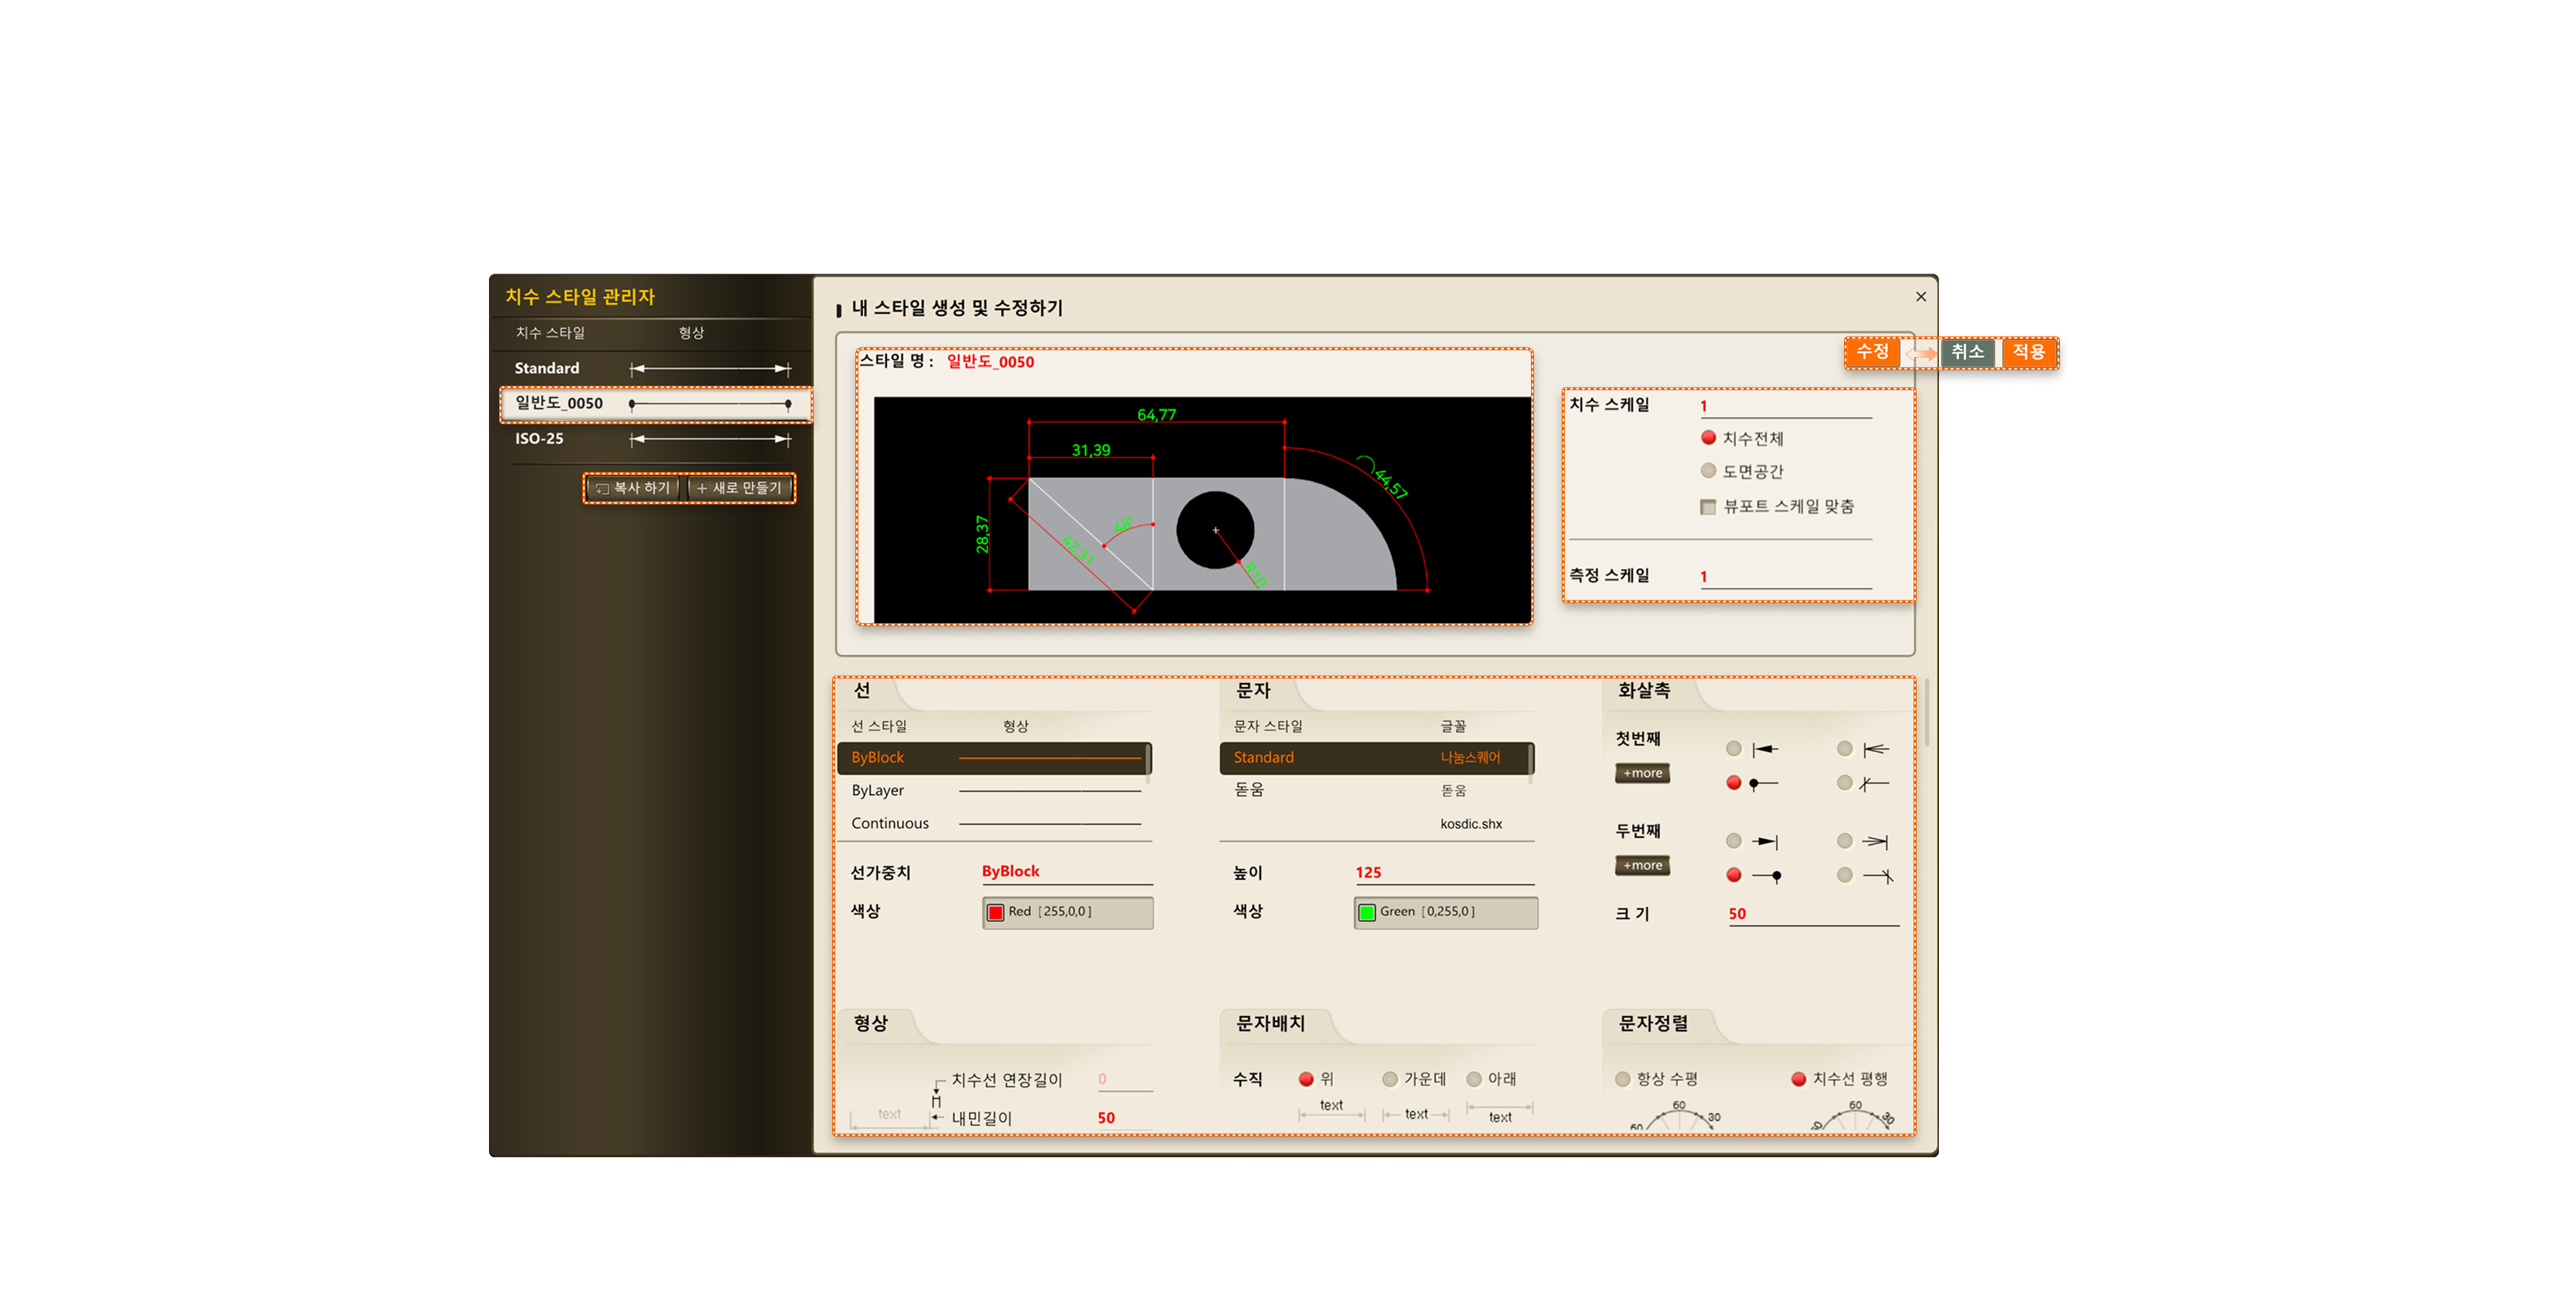 치수 스타일 관리자
치수 스타일 형상
Standard
일반도_0050
ISO-25
복사 하기 + 새로 만들기
내 스타일 생성 및 수정하기
×
수정 취소 적용
스타일 명 : 일반도_0050
64,77
31,39
44,57
28,37
48°
42,31
R10
치수 스케일 1
치수전체
도면공간
뷰포트 스케일 맞춤
측정 스케일 1
선
선 스타일 형상
ByBlock
ByLayer
Continuous
선가중치 ByBlock
색상 Red [255,0,0]
문자
문자 스타일 글꼴
Standard 나눔스퀘어
돋움 돋움
kosdic.shx
높이 125
색상 Green [0,255,0]
화살촉
첫번째
+more
두번째
+more
크 기 50
형상
치수선 연장길이 0
text
내민길이 50
문자배치
수직 위 가운데 아래
text text text
문자정렬
항상 수평 치수선 평행
60 30 60 30
60